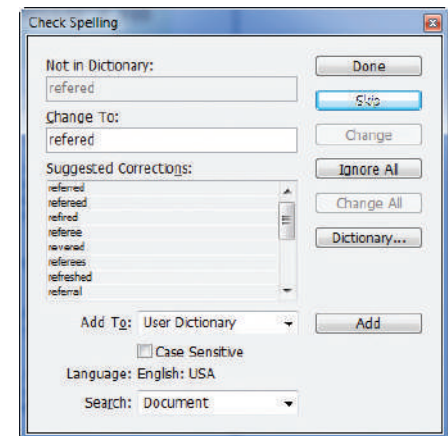 Check Spelling
Not in Dictionary:
refered
Change To:
refered
Suggested Corrections:
referred
refereed
refired
referee
revered
referees
refreshed
referral
Add To: User Dictionary
Case Sensitive
Language: English: USA
Search: Document
Done
Skip
Change
Ignore All
Change All
Dictionary...
Add